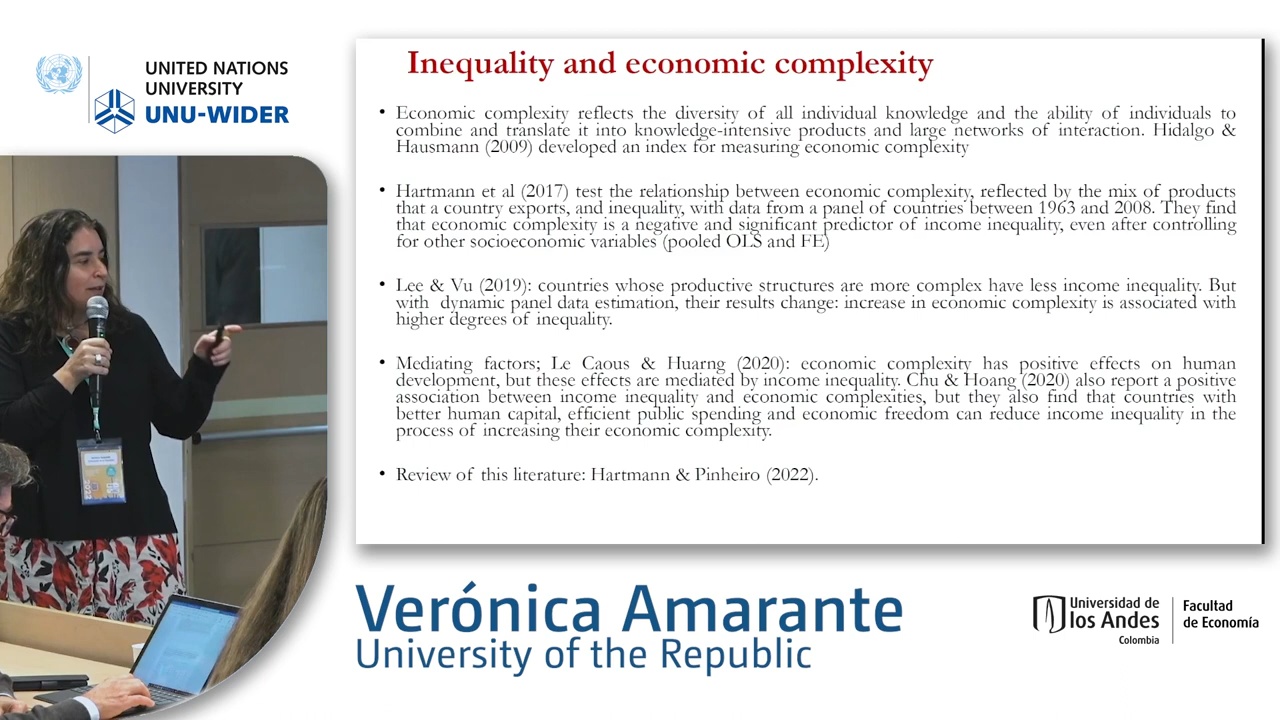 UNITED NATIONS
UNIVERSITY
UNU-WIDER
Inequality and economic complexity
• Economic complexity reflects the diversity of all individual knowledge and the ability of individuals to
combine and translate it into knowledge-intensive products and large networks of interaction. Hidalgo &
Hausmann (2009) developed an index for measuring economic complexity
• Hartmann et al (2017) test the relationship between economic complexity, reflected by the mix of products
that a country exports, and inequality, with data from a panel of countries between 1963 and 2008. They find
that economic complexity is a negative and significant predictor of income inequality, even after controlling
for other socioeconomic variables (pooled OLS and FE)
• Lee & Vu (2019): countries whose productive structures are more complex have less income inequality. But
with dynamic panel data estimation, their results change: increase in economic complexity is associated with
higher degrees of inequality.
• Mediating factors; Le Caous & Huarng (2020): economic complexity has positive effects on human
development, but these effects are mediated by income inequality. Chu & Hoang (2020) also report a positive
association between income inequality and economic complexities, but they also find that countries with
better human capital, efficient public spending and economic freedom can reduce income inequality in the
process of increasing their economic complexity.
• Review of this literature: Hartmann & Pinheiro (2022).
Verónica Amarante
University of the Republic
Universidad de
los Andes
Colombia
Facultad
de Economía